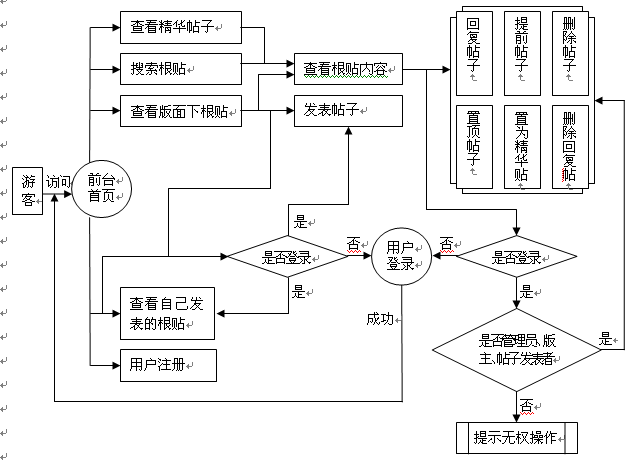 查看精华帖子
搜索根贴
查看版面下根贴
查看根贴内容
发表帖子
回复帖子
提前帖子
删除帖子
置顶帖子
置为精华贴
删除回复帖
游客
访问
前台
首页
是
是否登录
否
用户
登录
否
是否登录
是
查看自己发
表的根贴
是
成功
用户注册
是否管理员、版
主、帖子发表者
是
否
提示无权操作